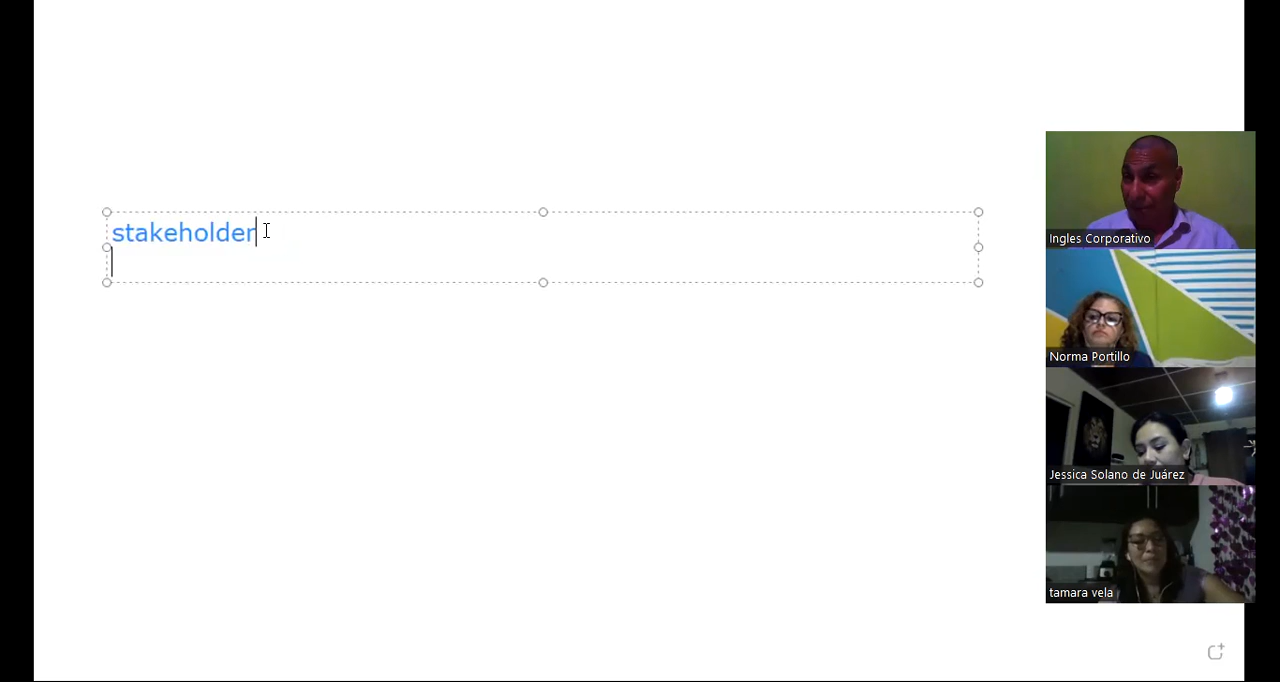 stakeholder
Ingles Corporativo
Norma Portillo
Jessica Solano de Juárez
tamara vela